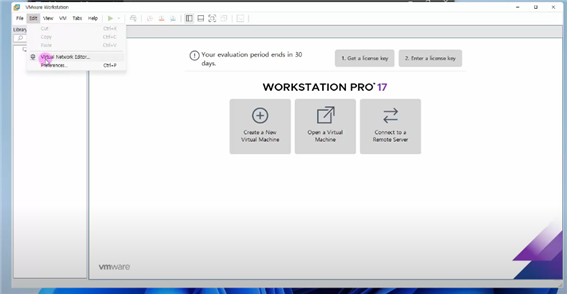 VMware Workstation
File Edit View VM Tabs Help
Library
Cut Ctrl+X
Copy Ctrl+C
Paste Ctrl+V
Virtual Network Editor...
Preferences... Ctrl+P
Your evaluation period ends in 30
days.
1. Get a license key
2. Enter a license key
WORKSTATION PRO™ 17
Create a New
Virtual Machine
Open a Virtual
Machine
Connect to a
Remote Server
vmware